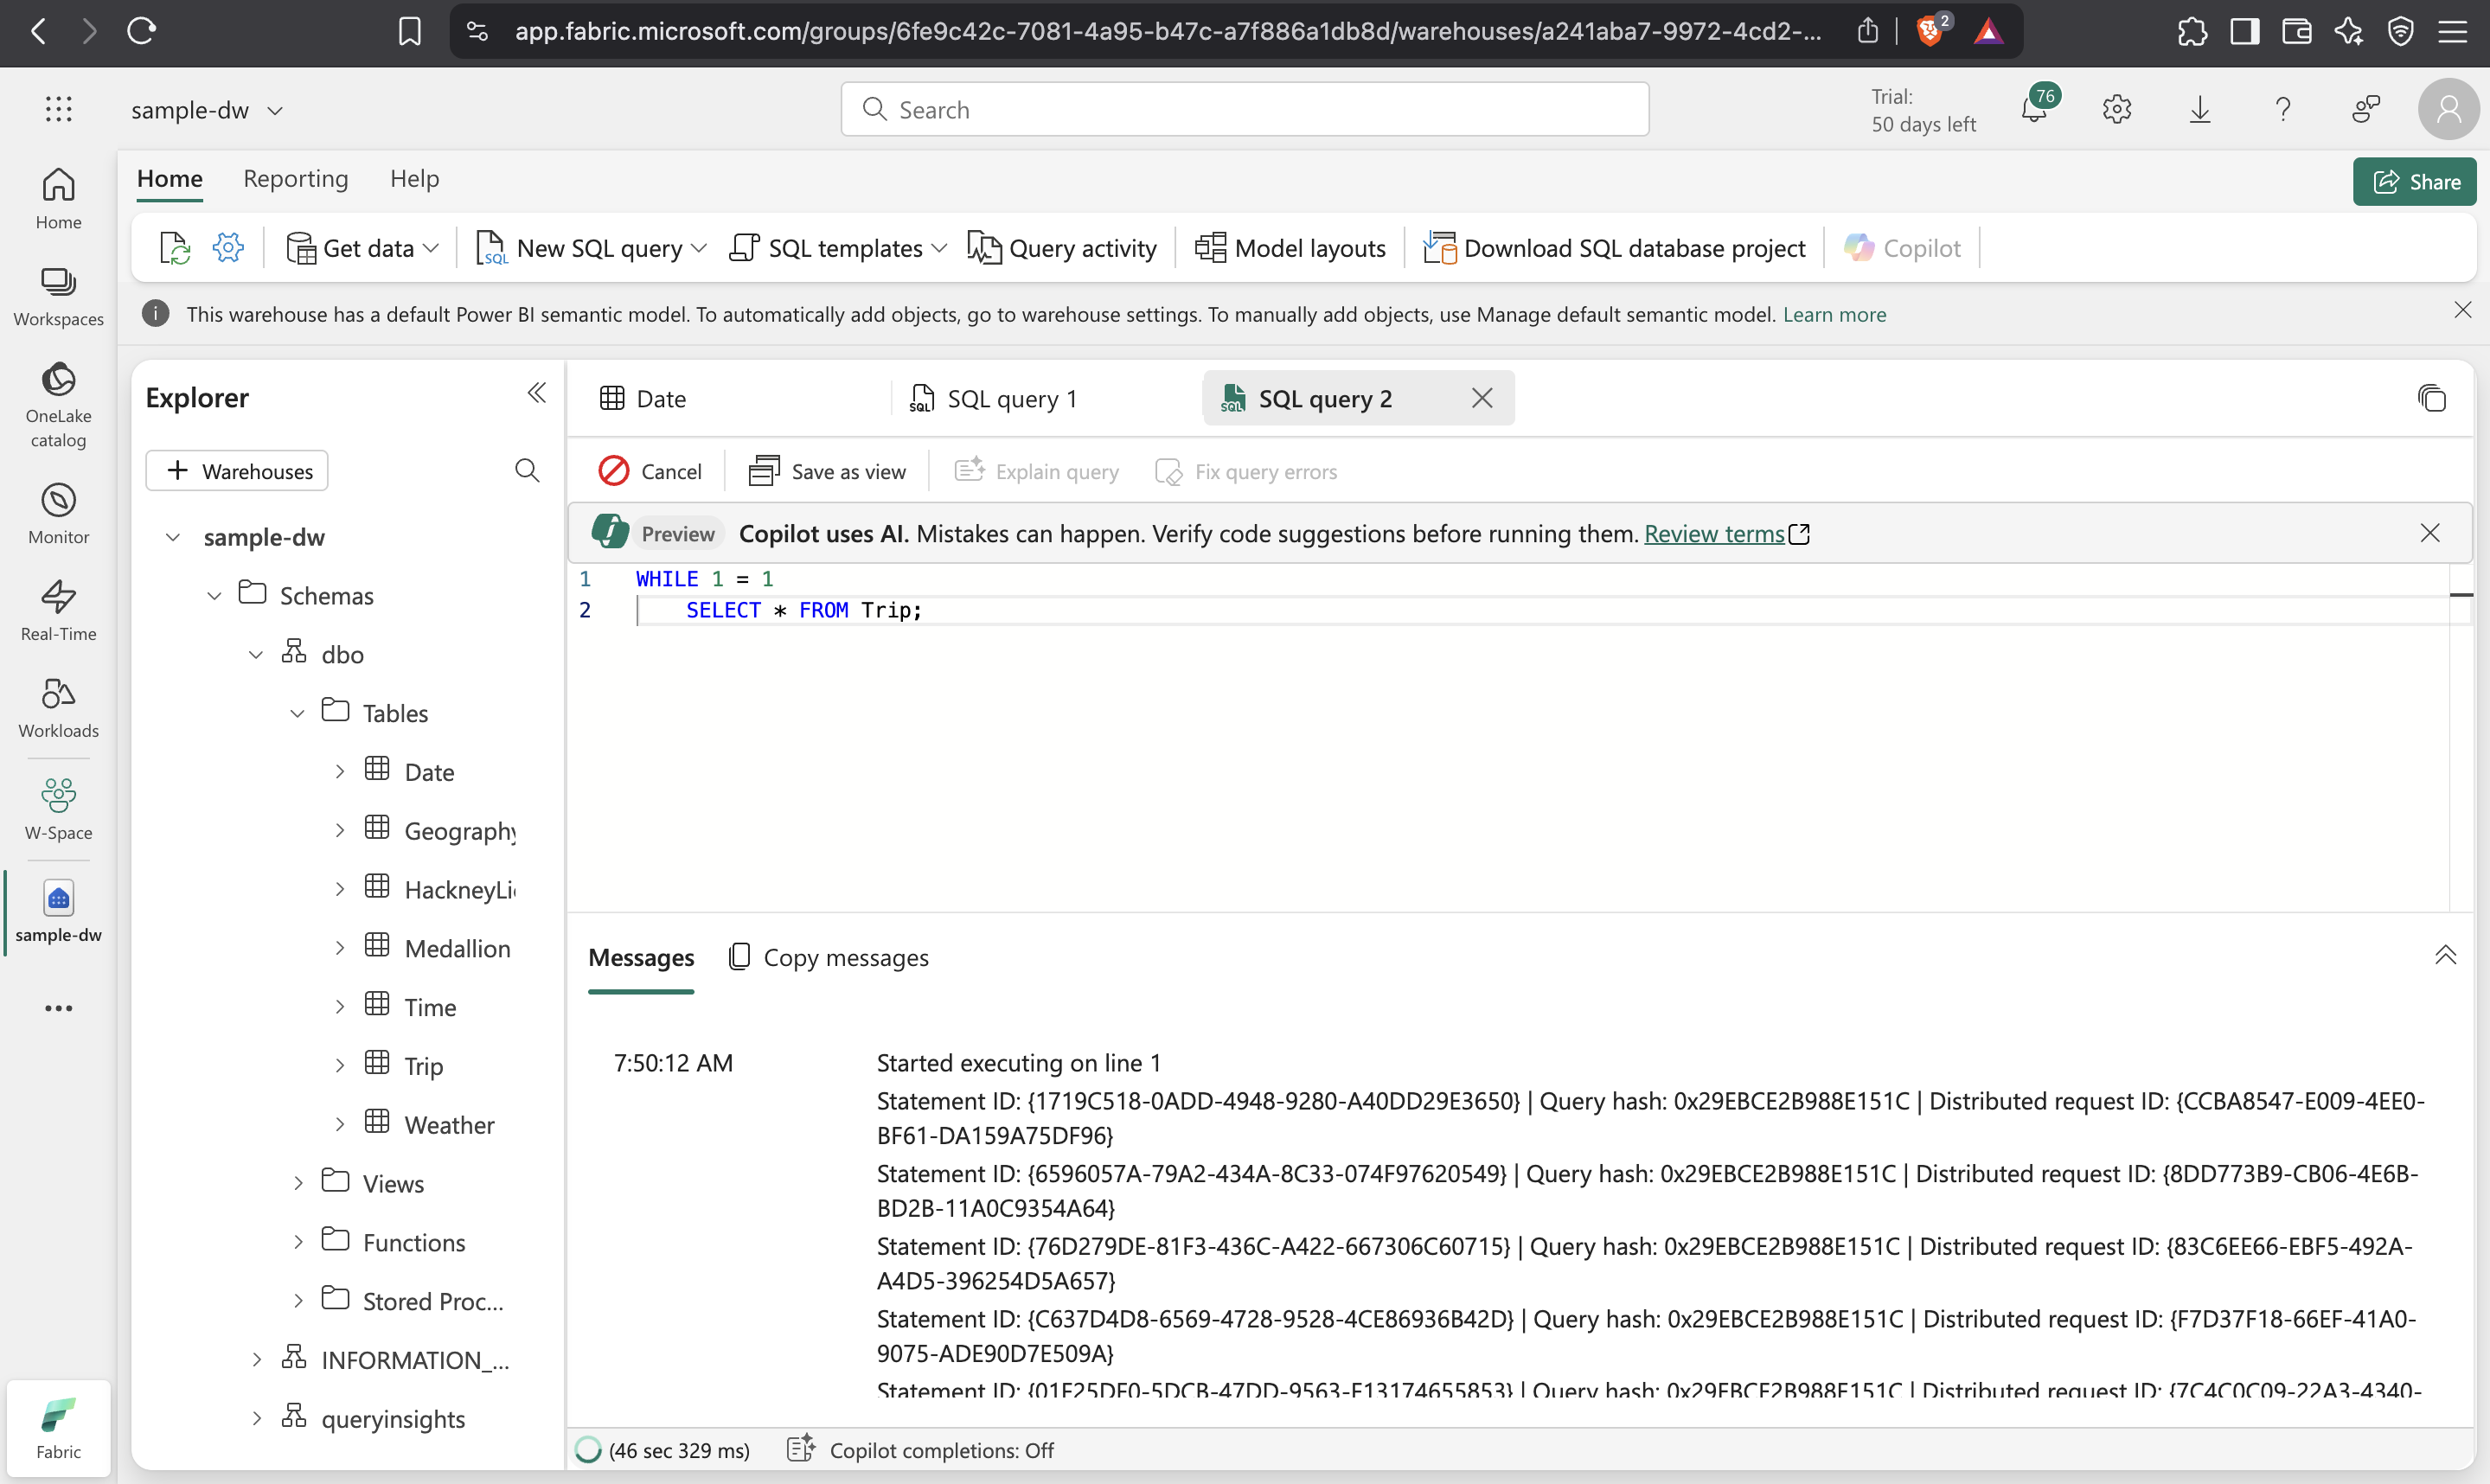 app.fabric.microsoft.com/groups/6fe9c42c-7081-4a95-b47c-a7f886a1db8d/warehouses/a241aba7-9972-4cd2-...
2
sample-dw
Search
Trial:
50 days left
76
Home
Workspaces
OneLake
catalog
Monitor
Real-Time
Workloads
W-Space
sample-dw
Fabric
Home Reporting Help
Share
Get data
SQL
New SQL query
SQL templates
Query activity
Model layouts
Download SQL database project
Copilot
This warehouse has a default Power BI semantic model. To automatically add objects, go to warehouse settings. To manually add objects, use Manage default semantic model. Learn more
Explorer
+ Warehouses
sample-dw
Schemas
dbo
Tables
Date
Geography
HackneyLi
Medallion
Time
Trip
Weather
Views
Functions
Stored Proc...
INFORMATION_...
queryinsights
Date
SQL
SQL query 1
SQL
SQL query 2
Cancel
Save as view
Explain query
Fix query errors
Preview
Copilot uses AI. Mistakes can happen. Verify code suggestions before running them. Review terms
1 WHILE 1 = 1
2 SELECT * FROM Trip;
Messages
Copy messages
7:50:12 AM
Started executing on line 1
Statement ID: {1719C518-0ADD-4948-9280-A40DD29E3650} | Query hash: 0x29EBCE2B988E151C | Distributed request ID: {CCBA8547-E009-4EE0-
BF61-DA159A75DF96}
Statement ID: {6596057A-79A2-434A-8C33-074F97620549} | Query hash: 0x29EBCE2B988E151C | Distributed request ID: {8DD773B9-CB06-4E6B-
BD2B-11A0C9354A64}
Statement ID: {76D279DE-81F3-436C-A422-667306C60715} | Query hash: 0x29EBCE2B988E151C | Distributed request ID: {83C6EE66-EBF5-492A-
A4D5-396254D5A657}
Statement ID: {C637D4D8-6569-4728-9528-4CE86936B42D} | Query hash: 0x29EBCE2B988E151C | Distributed request ID: {F7D37F18-66EF-41A0-
9075-ADE90D7E509A}
Statement ID: | Query hash: 0x29EBCE2B988E151C | Distributed request ID:
(46 sec 329 ms)
Copilot completions: Off